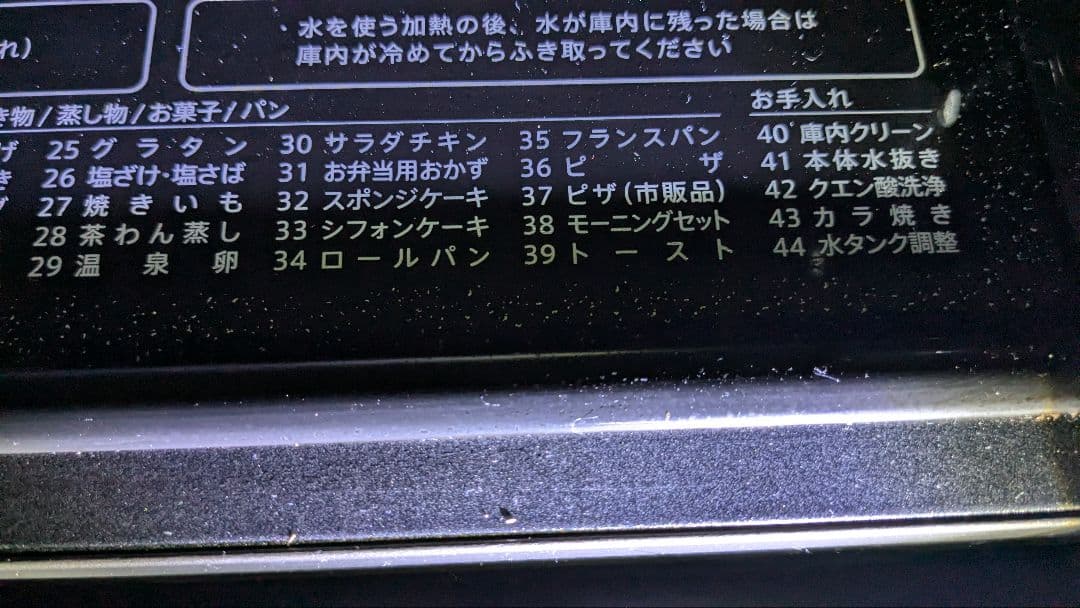 ・水を使う加熱の後、水が庫内に残った場合は
庫内が冷めてからふき取ってください
れ)
き物/蒸し物/お菓子/パン
お手入れ
げ 25 グラタン 30 サラダチキン 35 フランスパン 40 庫内クリーン
き 26 塩ざけ・塩さば 31 お弁当用おかず 36 ピザ 41 本体水抜き
27 焼きいも 32 スポンジケーキ 37 ピザ(市販品) 42 クエン酸洗浄
28 茶わん蒸し 33 シフォンケーキ 38 モーニングセット 43 カラ焼き
29 温泉卵 34 ロールパン 39 トースト 44 水タンク調整